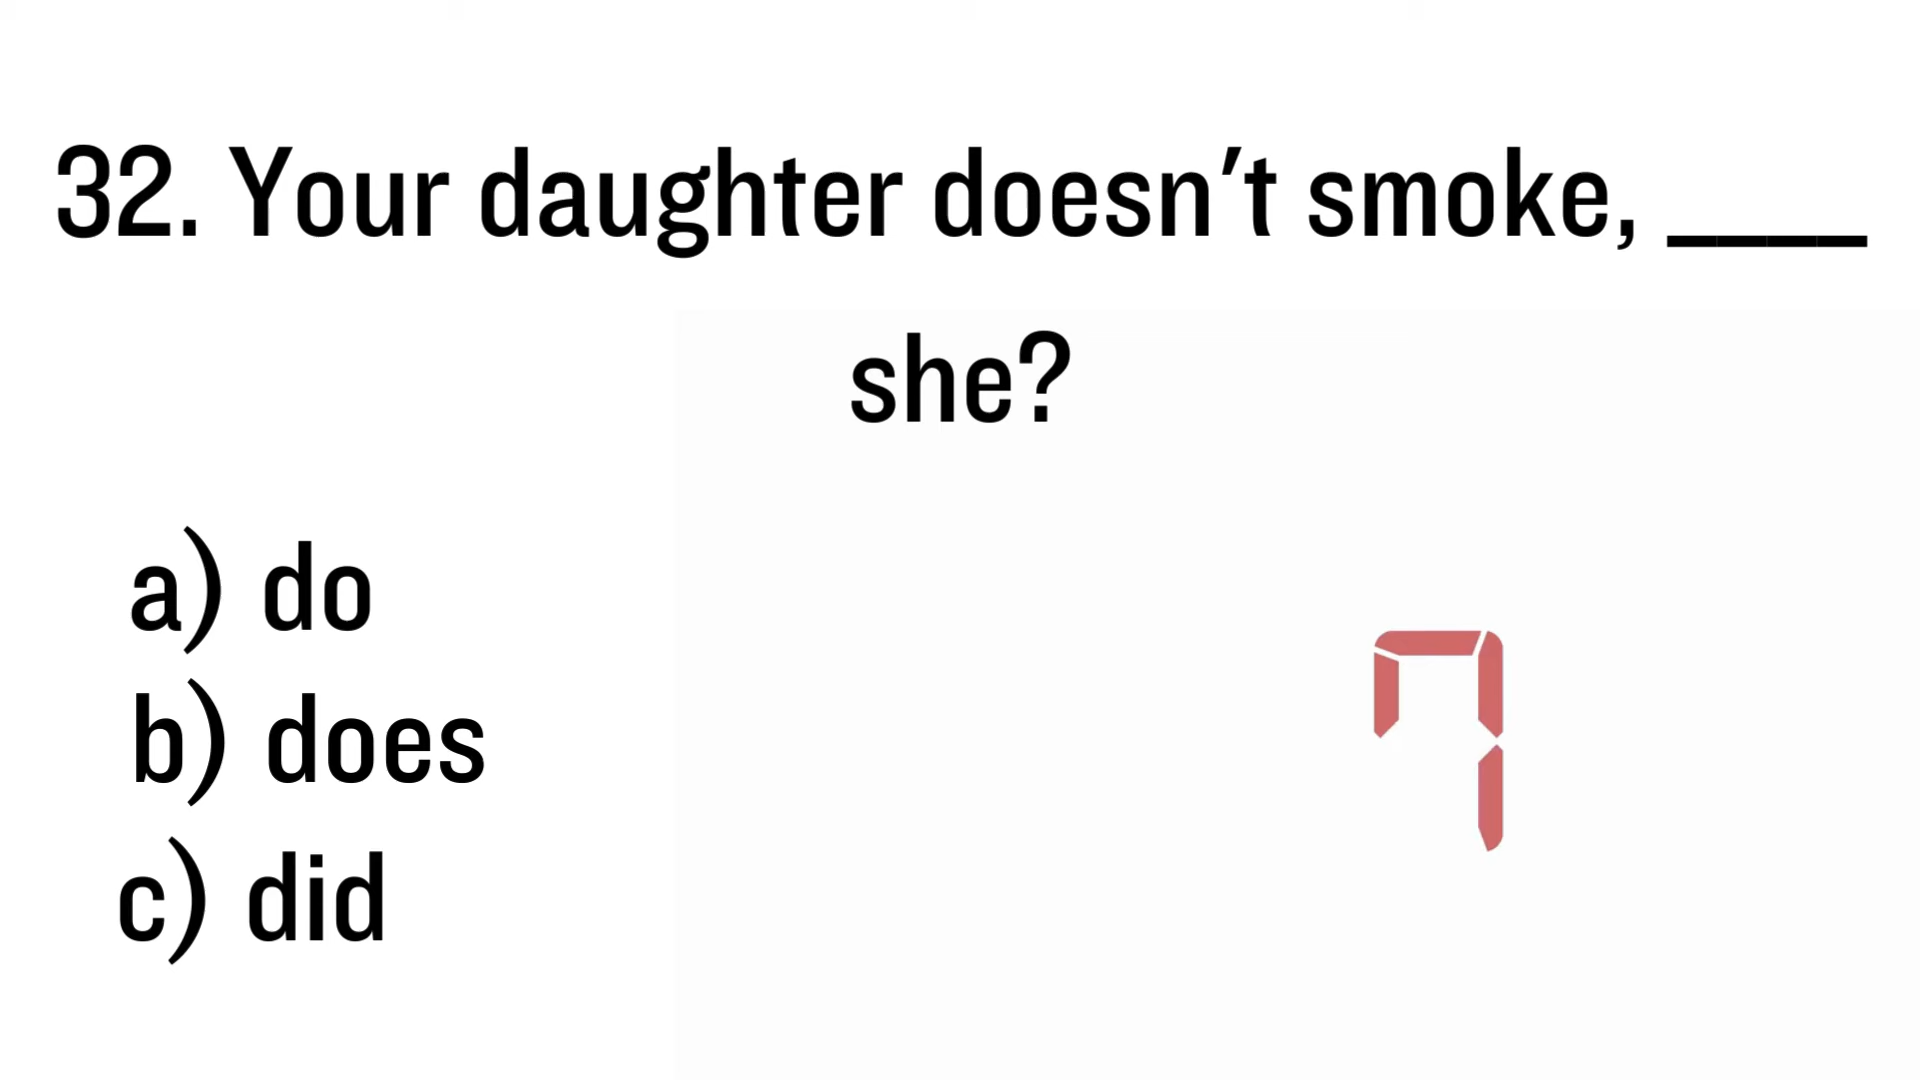 32. Your daughter doesn't smoke, ____
she?
a) do
b) does
c) did
7